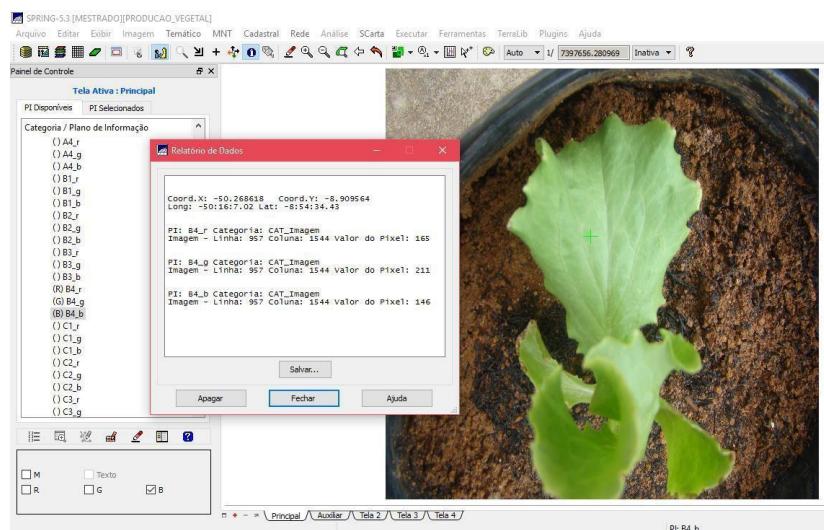 SPRING-5.3 [MESTRADO][PRODUCAO_VEGETAL]
Arquivo Editar Exibir Imagem Temático MNT Cadastral Rede Análise SCarta Executar Ferramentas TerraLib Plugins Ajuda
Auto 1/ 7397656.280969 Inativa
Painel de Controle
Tela Ativa : Principal
PI Disponíveis PI Selecionados
Categoria / Plano de Informação
() A4_r
() A4_g
() A4_b
() B1_r
() B1_g
() B1_b
() B2_r
() B2_g
() B2_b
() B3_r
() B3_g
() B3_b
(R) B4_r
(G) B4_g
(B) B4_b
() C1_r
() C1_g
() C1_b
() C2_r
() C2_g
() C2_b
() C3_r
() C3_g
M Texto
R G B
Relatório de Dados
Coord.X: -50.268618 Coord.Y: -8.909564
Long: -50:16:7.02 Lat: -8:54:34.43
PI: B4_r Categoria: CAT_Imagem
Imagem - Linha: 957 Coluna: 1544 Valor do Pixel: 165
PI: B4_g Categoria: CAT_Imagem
Imagem - Linha: 957 Coluna: 1544 Valor do Pixel: 211
PI: B4_b Categoria: CAT_Imagem
Imagem - Linha: 957 Coluna: 1544 Valor do Pixel: 146
Salvar...
Apagar Fechar Ajuda
Principal Auxiliar Tela 2 Tela 3 Tela 4
PI: B4_b